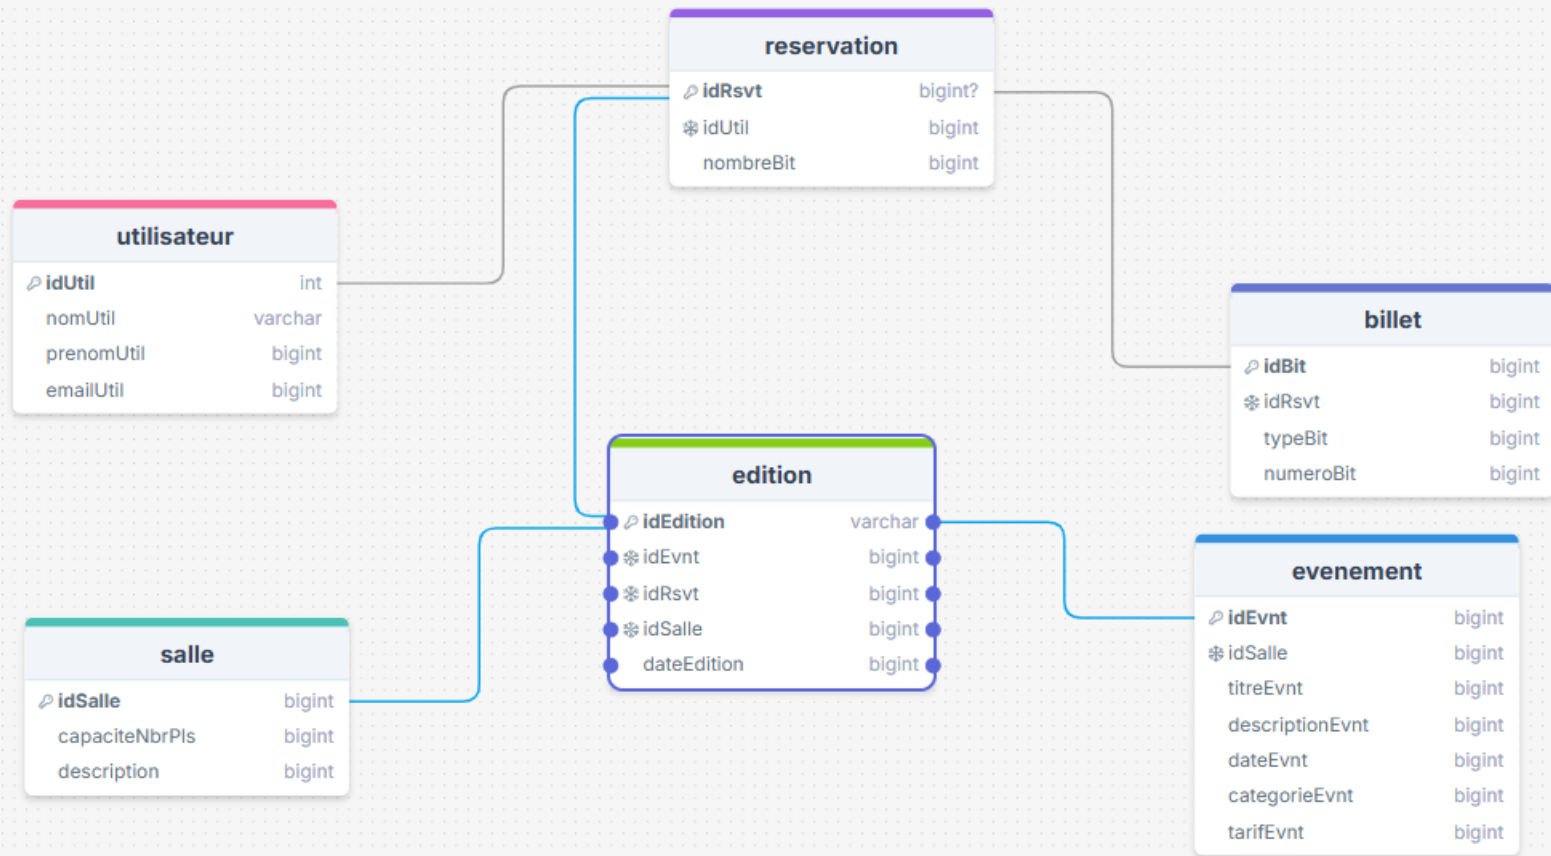 reservation
idRsvt bigint?
idUtil bigint
nombreBit bigint
utilisateur
idUtil int
nomUtil varchar
prenomUtil bigint
emailUtil bigint
billet
idBit bigint
idRsvt bigint
typeBit bigint
numeroBit bigint
edition
idEdition varchar
idEvnt bigint
idRsvt bigint
idSalle bigint
dateEdition bigint
evenement
idEvnt bigint
idSalle bigint
titreEvnt bigint
descriptionEvnt bigint
dateEvnt bigint
categorieEvnt bigint
tarifEvnt bigint
salle
idSalle bigint
capaciteNbrPls bigint
description bigint